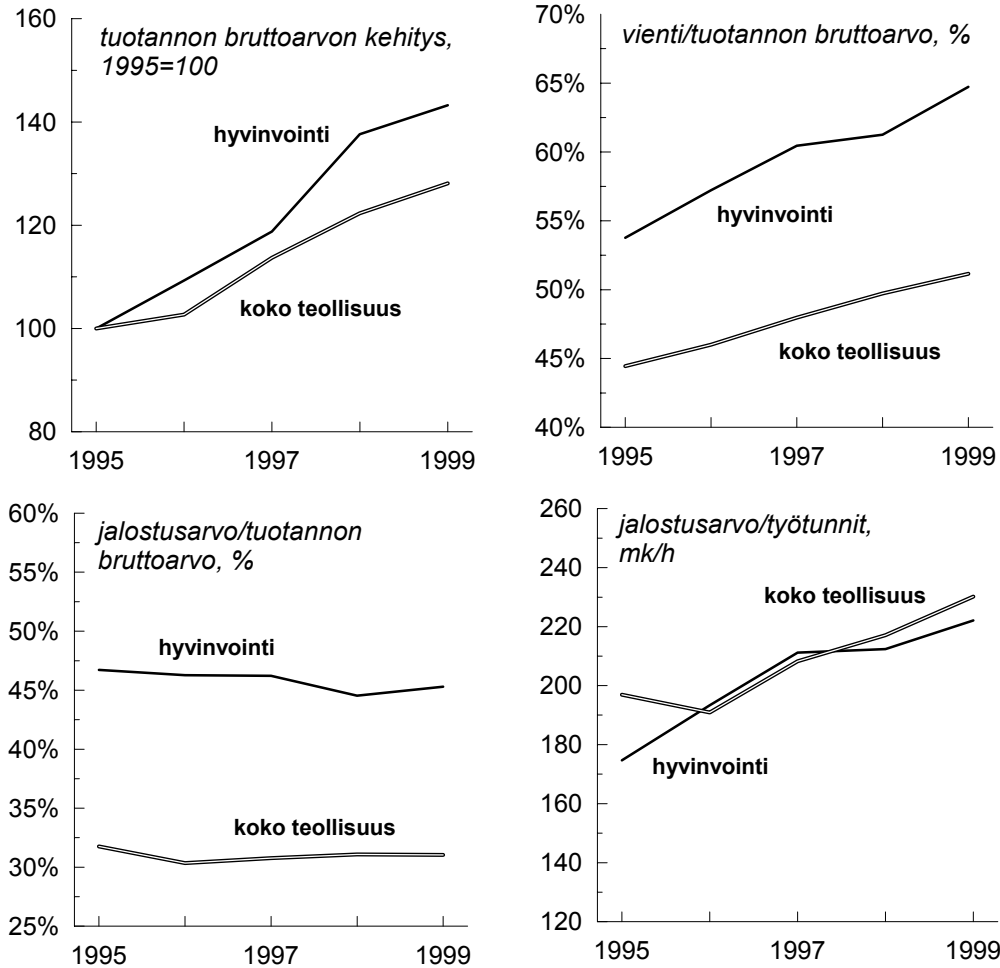 tuotannon bruttoarvon kehitys,
1995=100
160
140
120
100
80
hyvinvointi
koko teollisuus
1995
1997
1999
vienti/tuotannon bruttoarvo, %
70%
65%
60%
55%
50%
45%
40%
hyvinvointi
koko teollisuus
1995
1997
1999
jalostusarvo/tuotannon
bruttoarvo, %
60%
55%
50%
45%
40%
35%
30%
25%
hyvinvointi
koko teollisuus
1995
1997
1999
jalostusarvo/työtunnit,
mk/h
260
240
220
200
180
160
140
120
koko teollisuus
hyvinvointi
1995
1997
1999